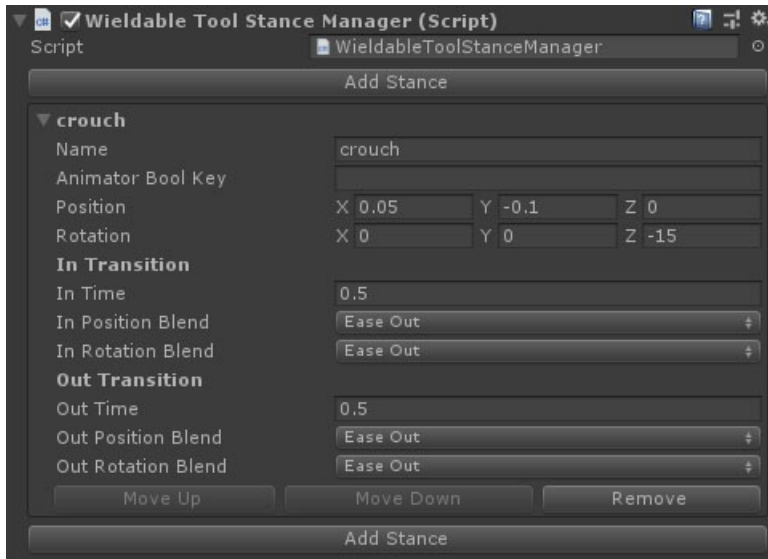 Wieldable Tool Stance Manager (Script)
Script WieldableToolStanceManager
Add Stance
crouch
Name crouch
Animator Bool Key
Position X 0.05 Y -0.1 Z 0
Rotation X 0 Y 0 Z -15
In Transition
In Time 0.5
In Position Blend Ease Out
In Rotation Blend Ease Out
Out Transition
Out Time 0.5
Out Position Blend Ease Out
Out Rotation Blend Ease Out
Move Up Move Down Remove
Add Stance